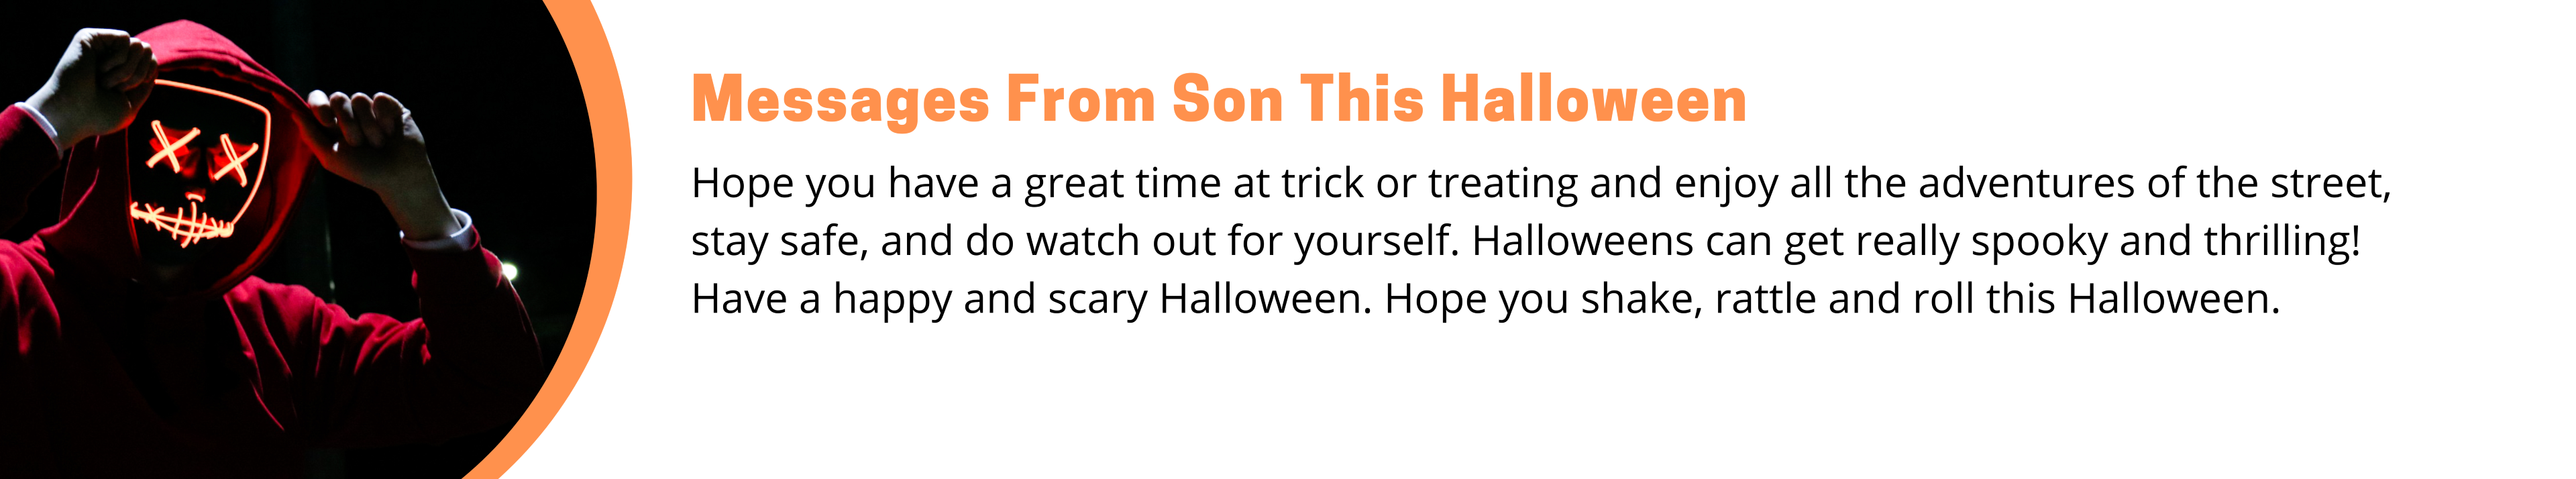 Messages From Son This Halloween
Hope you have a great time at trick or treating and enjoy all the adventures of the street,
stay safe, and do watch out for yourself. Halloweens can get really spooky and thrilling!
Have a happy and scary Halloween. Hope you shake, rattle and roll this Halloween.